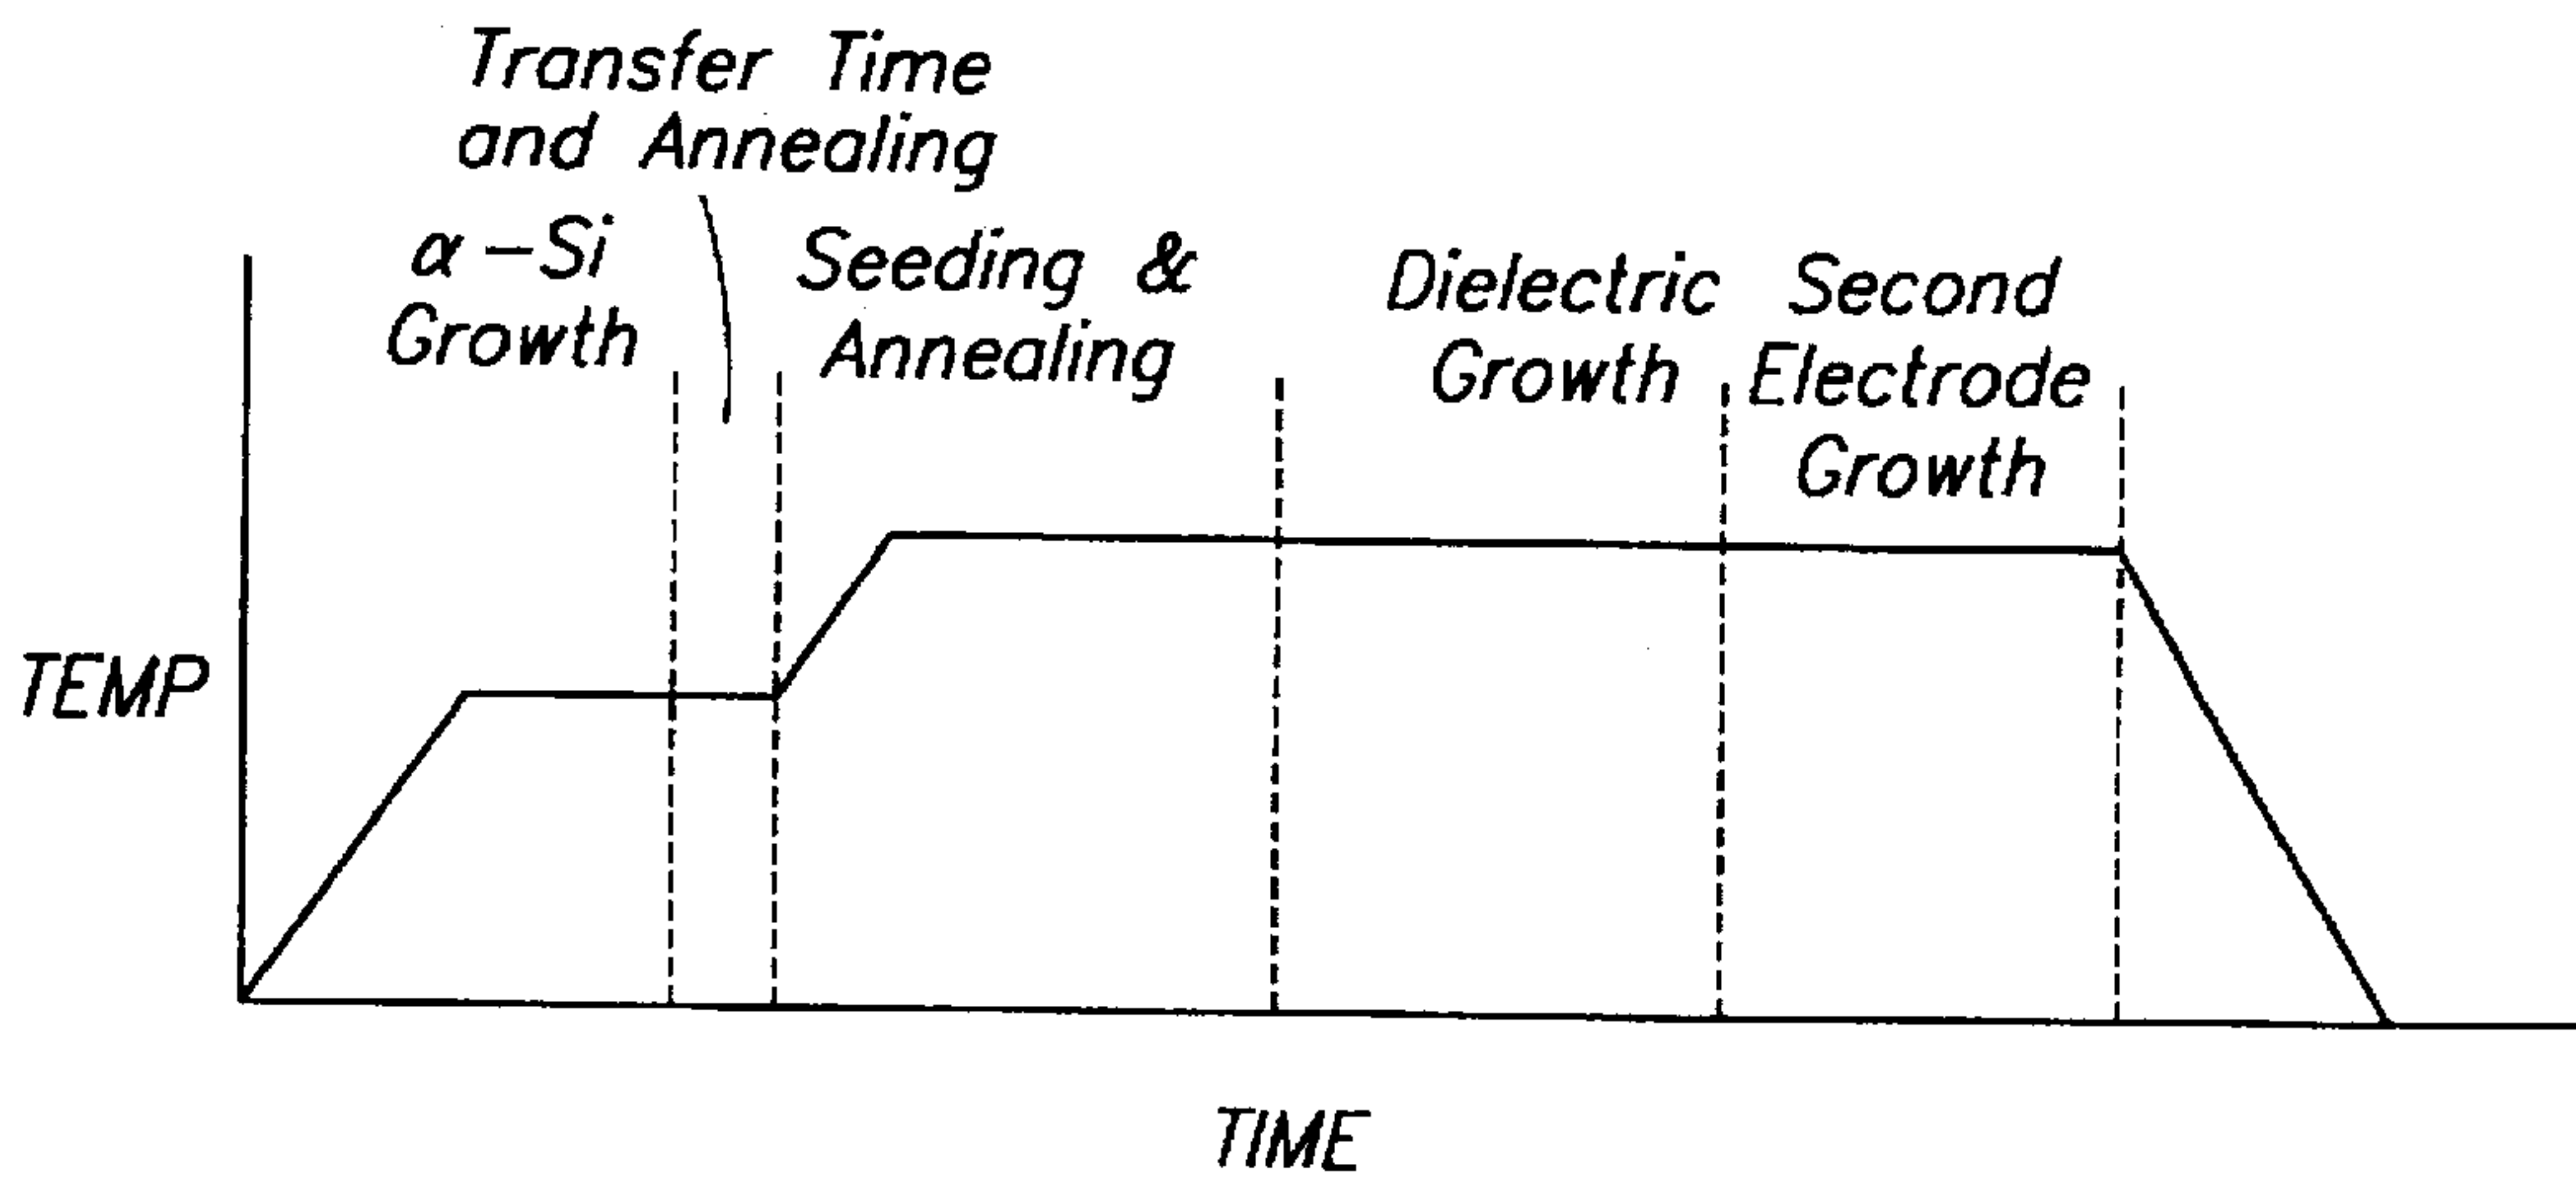 Transfer Time
and Annealing
α-Si
Growth
Seeding &
Annealing
Dielectric
Growth
Second
Electrode
Growth
TEMP
TIME